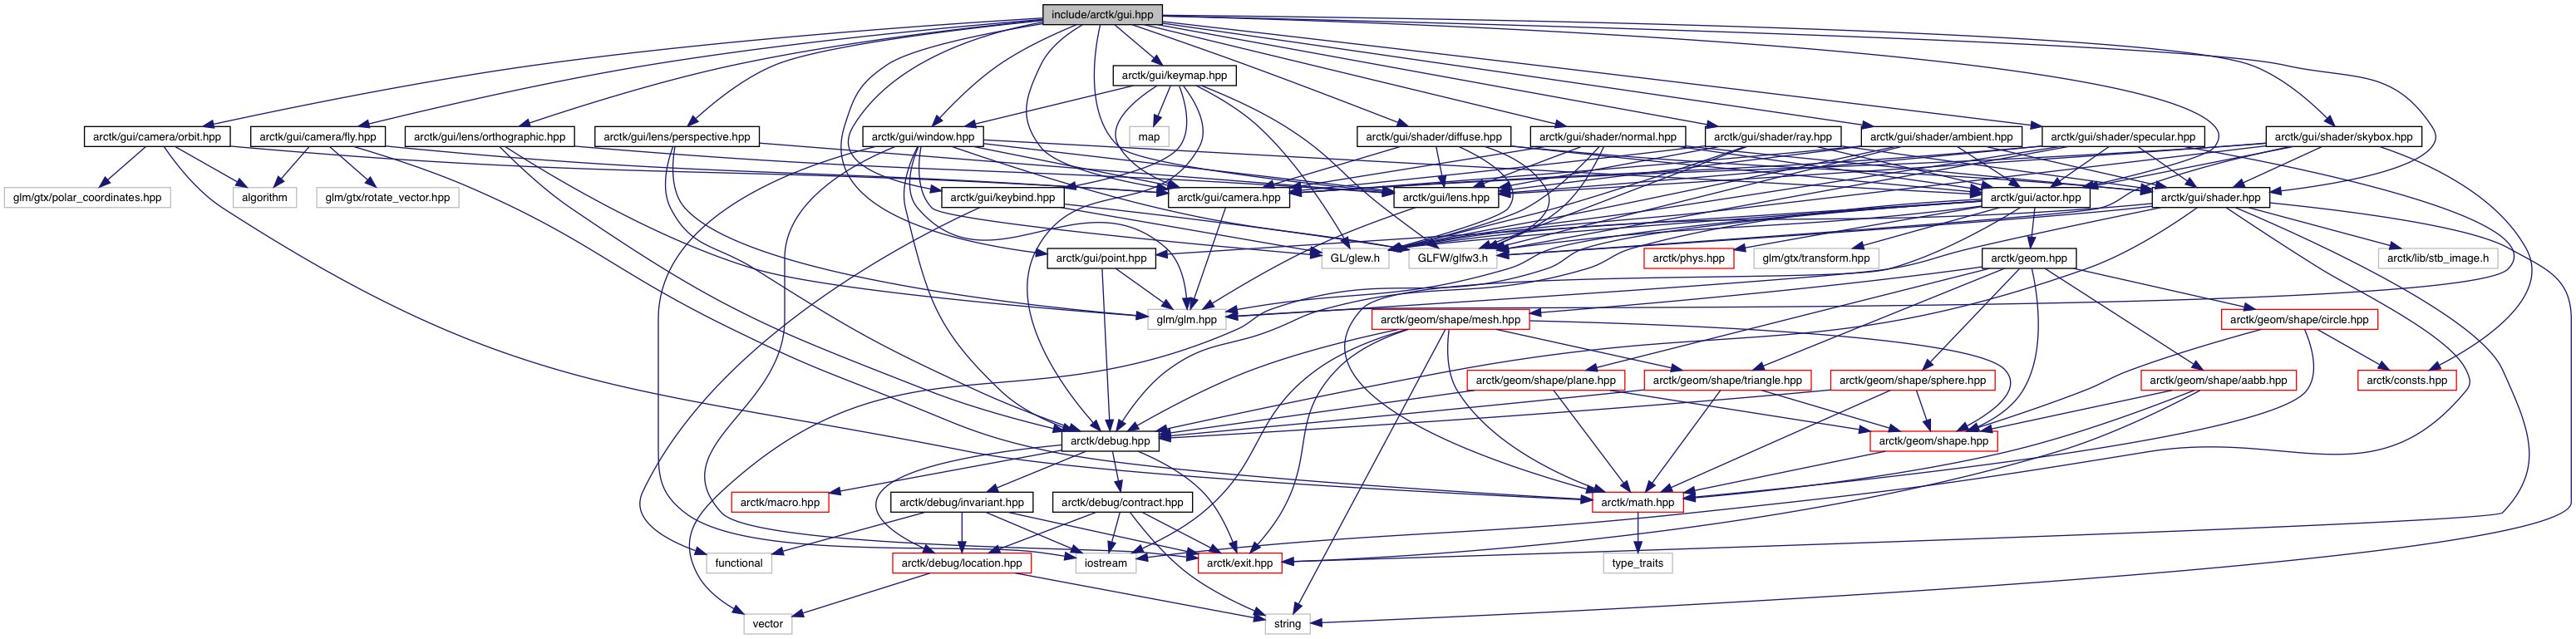 include/arctk/gui.hpp
arctk/gui/keymap.hpp
arctk/gui/camera/orbit.hpp
arctk/gui/camera/fly.hpp
arctk/gui/lens/orthographic.hpp
arctk/gui/lens/perspective.hpp
arctk/gui/window.hpp
map
arctk/gui/shader/diffuse.hpp
arctk/gui/shader/normal.hpp
arctk/gui/shader/ray.hpp
arctk/gui/shader/ambient.hpp
arctk/gui/shader/specular.hpp
arctk/gui/shader/skybox.hpp
glm/gtx/polar_coordinates.hpp
algorithm
glm/gtx/rotate_vector.hpp
arctk/gui/camera.hpp
arctk/gui/keybind.hpp
arctk/gui/lens.hpp
arctk/gui/actor.hpp
arctk/gui/shader.hpp
arctk/gui/point.hpp
GL/glew.h
GLFW/glfw3.h
arctk/phys.hpp
glm/gtx/transform.hpp
arctk/geom.hpp
arctk/lib/stb_image.h
glm/glm.hpp
arctk/geom/shape/mesh.hpp
arctk/geom/shape/circle.hpp
arctk/geom/shape/plane.hpp
arctk/geom/shape/triangle.hpp
arctk/geom/shape/sphere.hpp
arctk/geom/shape/aabb.hpp
arctk/consts.hpp
arctk/debug.hpp
arctk/geom/shape.hpp
arctk/macro.hpp
arctk/debug/invariant.hpp
arctk/debug/contract.hpp
arctk/math.hpp
functional
arctk/debug/location.hpp
iostream
arctk/exit.hpp
type_traits
vector
string